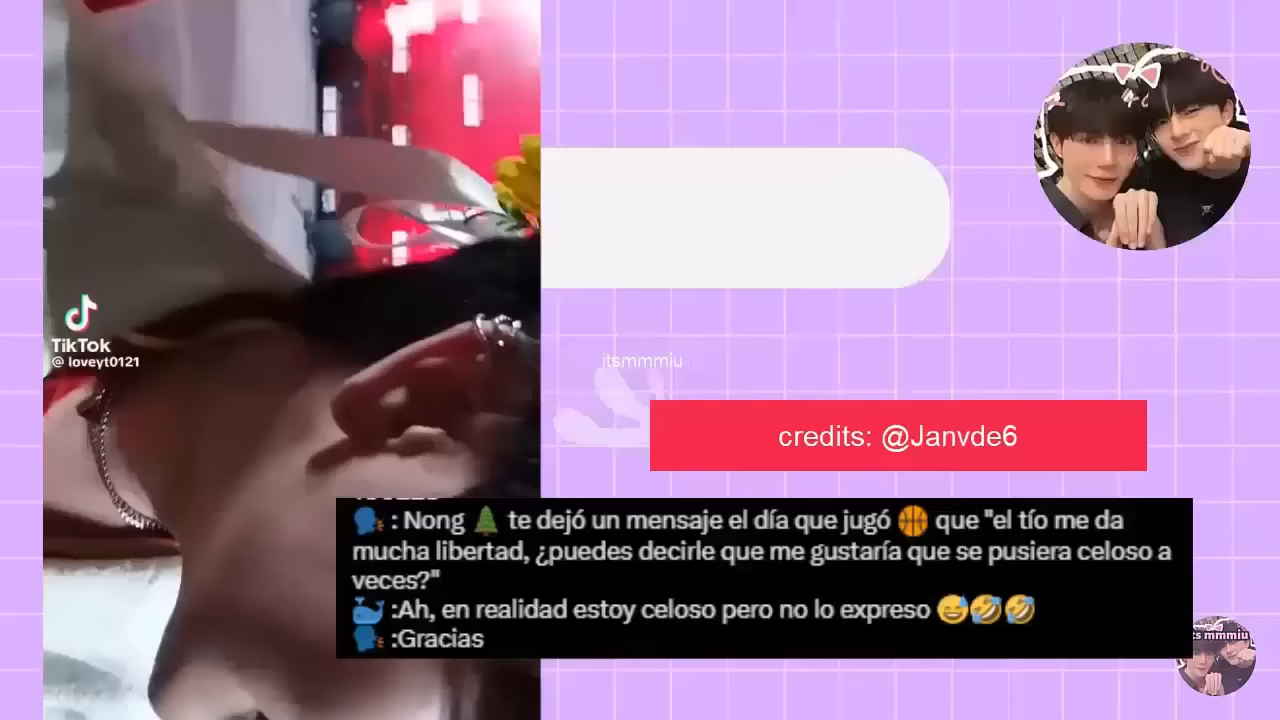 TikTok
@ loveyt0121
itsmmmiu
credits: @Janvde6
🗣️ : Nong 🌲 te dejó un mensaje el día que jugó 🏀 que "el tío me da
mucha libertad, ¿puedes decirle que me gustaría que se pusiera celoso a
veces?"
🐳 :Ah, en realidad estoy celoso pero no lo expreso 😅🤣🤣
🗣️ :Gracias
ts mmmiu